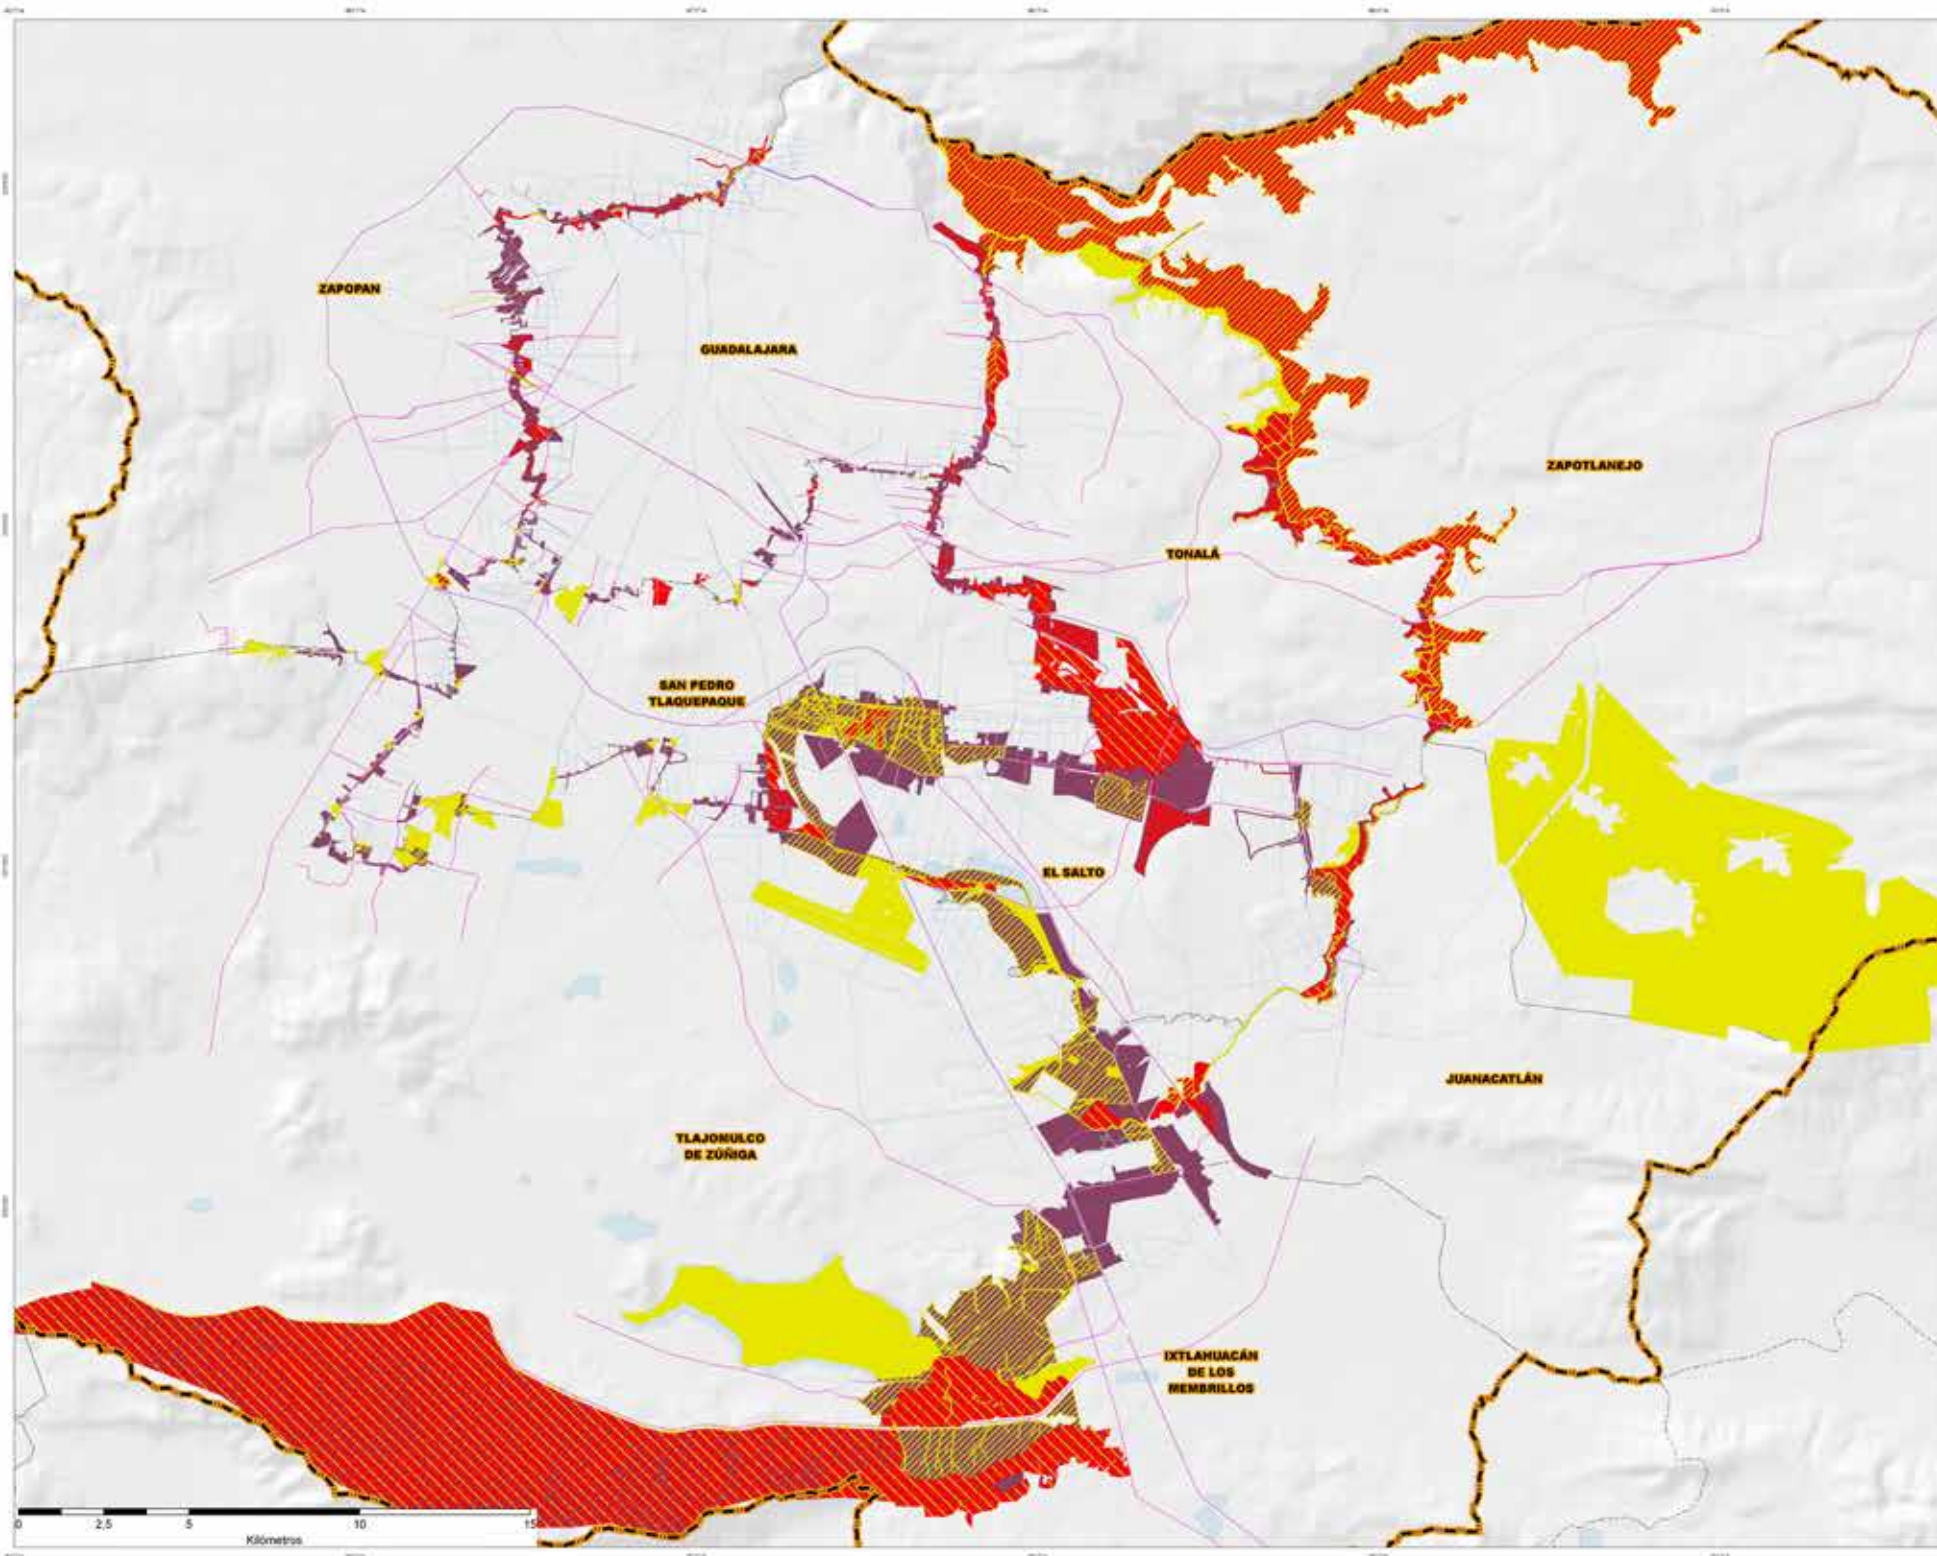 ZAPOPAN
GUADALAJARA
ZAPOTLANEJO
TONALÁ
SAN PEDRO
TLAQUEPAQUE
EL SALTO
JUANACATLÁN
TLAJOMULCO
DE ZÚÑIGA
IXTLAHUACÁN
DE LOS
MEMBRILLOS
0 2,5 5 10 15
Kilómetros